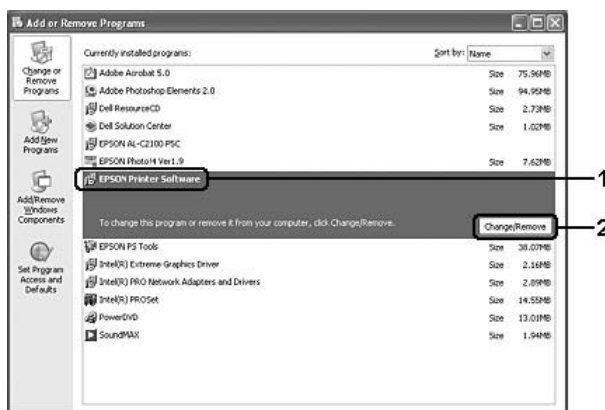 Add or Remove Programs
Change or
Remove
Programs
Add New
Programs
Add/Remove
Windows
Components
Set Program
Access and
Defaults
Currently installed programs: Sort by: Name
Adobe Acrobat 5.0 Size 75.96MB
Adobe Photoshop Elements 2.0 Size 94.95MB
Dell ResourceCD Size 2.73MB
Dell Solution Center Size 1.02MB
EPSON AL-C2100 PSC
EPSON Photo!4 Ver1.9 Size 7.62MB
EPSON Printer Software 1
To change this program or remove it from your computer, click Change/Remove. Change/Remove 2
EPSON PS Tools Size 38.07MB
Intel(R) Extreme Graphics Driver Size 2.16MB
Intel(R) PRO Network Adapters and Drivers Size 2.89MB
Intel(R) PROSet Size 14.55MB
PowerDVD Size 13.01MB
SoundMAX Size 1.94MB